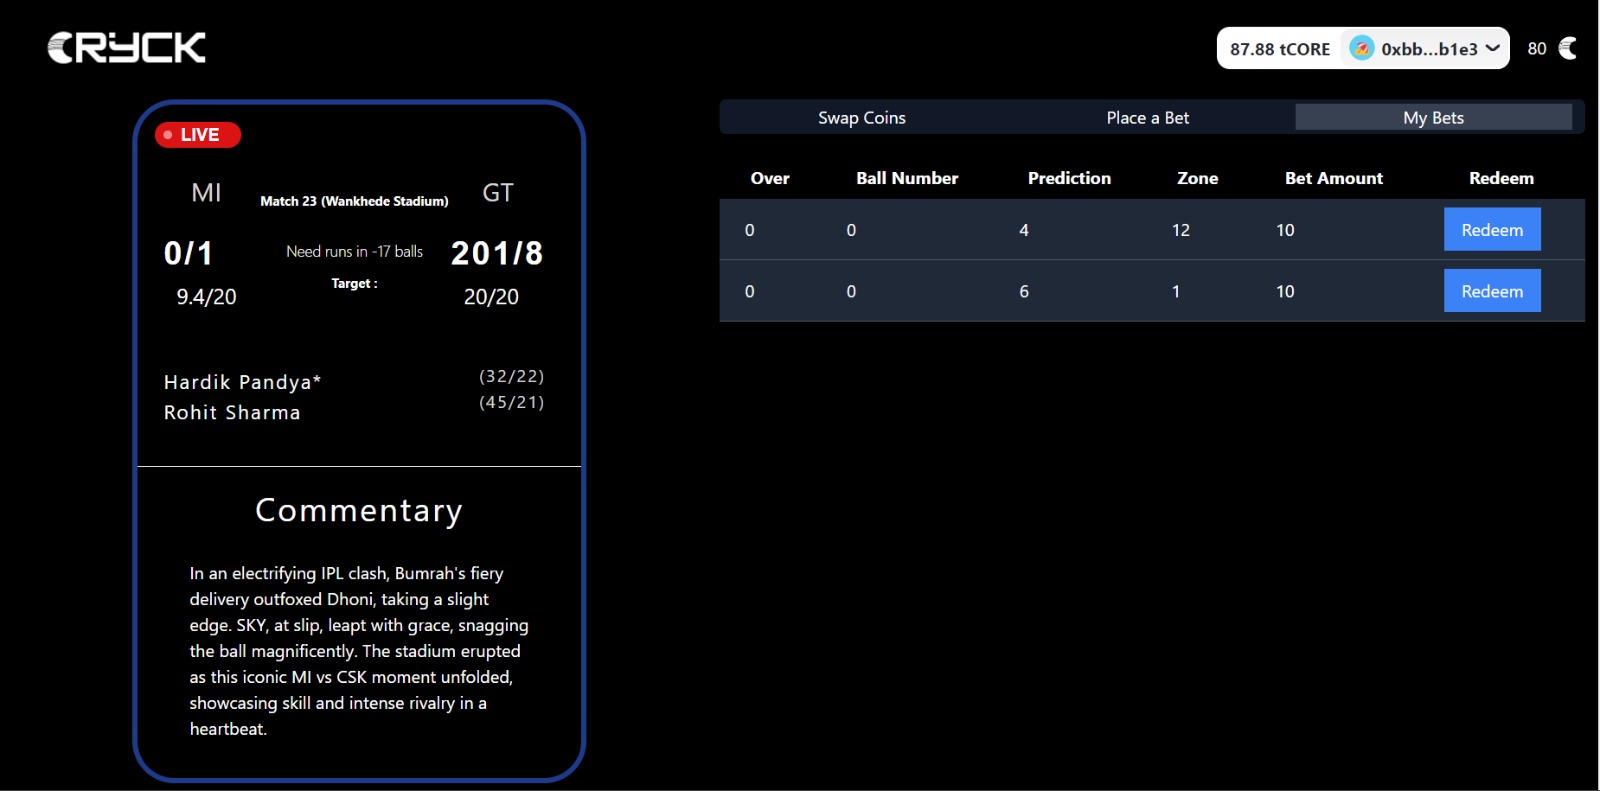 CRYCK
87.88 tCORE 0xbb...b1e3 80
LIVE
MI Match 23 (Wankhede Stadium) GT
0/1 Need runs in -17 balls 201/8
Target :
9.4/20 20/20
Hardik Pandya* (32/22)
Rohit Sharma (45/21)
Commentary
In an electrifying IPL clash, Bumrah's fiery
delivery outfoxed Dhoni, taking a slight
edge. SKY, at slip, leapt with grace, snagging
the ball magnificently. The stadium erupted
as this iconic MI vs CSK moment unfolded,
showcasing skill and intense rivalry in a
heartbeat.
Swap Coins Place a Bet My Bets
Over Ball Number Prediction Zone Bet Amount Redeem
0 0 4 12 10 Redeem
0 0 6 1 10 Redeem